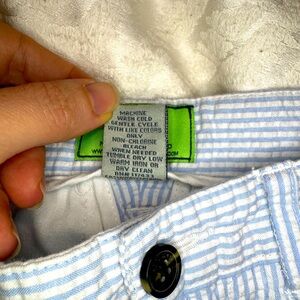 MACHINE
WASH COLD
GENTLE CYCLE
WITH LIKE COLORS
ONLY
NON-CHLORINE
BLEACH
WHEN NEEDED
TUMBLE DRY LOW
WARM IRON OR
DRY CLEAN